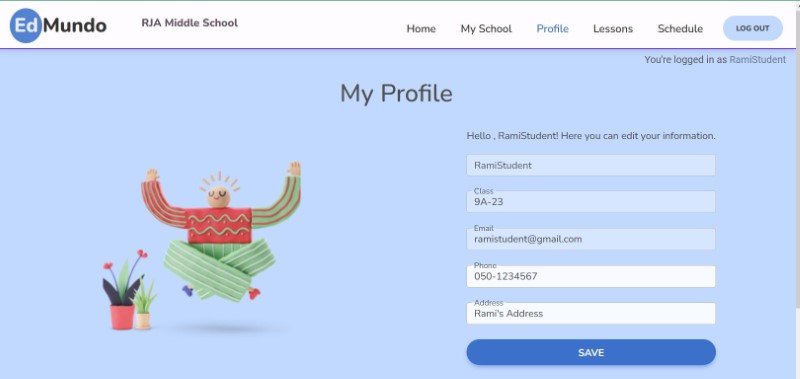 EdMundo
RJA Middle School
Home My School Profile Lessons Schedule LOG OUT
You're logged in as RamiStudent
My Profile
Hello , RamiStudent! Here you can edit your information.
RamiStudent
Class
9A-23
Email
ramistudent@gmail.com
Phone
050-1234567
Address
Rami's Address
SAVE